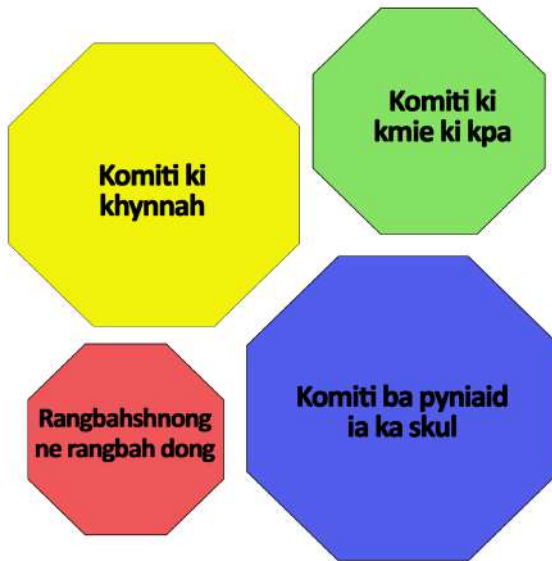 Komiti ki
khynnah
Komiti ki
kmie ki kpa
Rangbahshnong
ne rangbah dong
Komiti ba pyniaid
ia ka skul